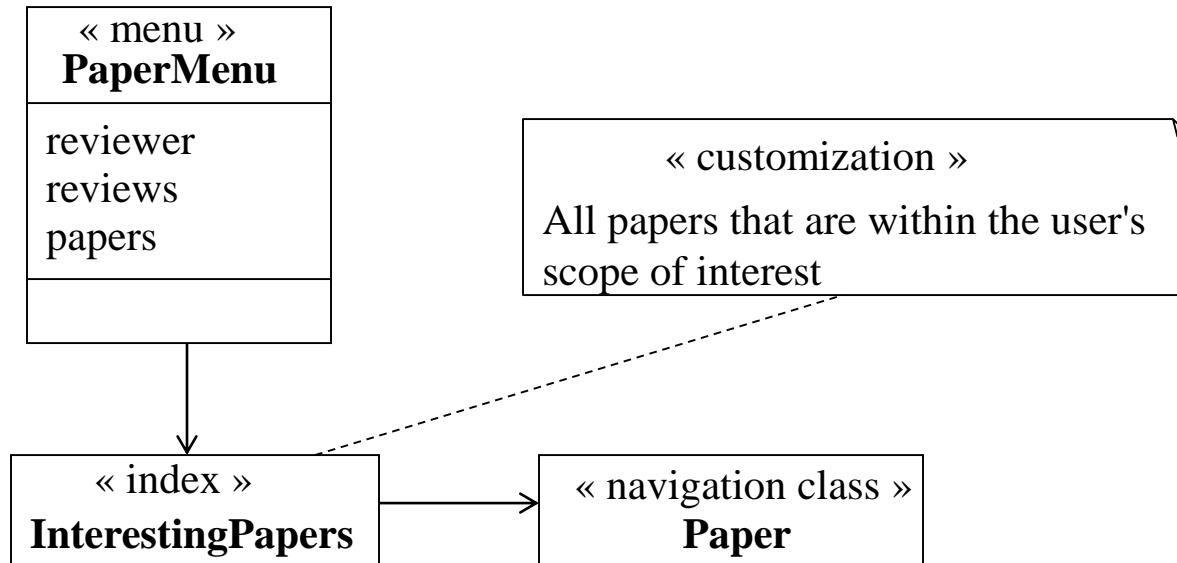 « menu »
PaperMenu
reviewer
reviews
papers
« customization »
All papers that are within the user's
scope of interest
« index »
InterestingPapers
« navigation class »
Paper